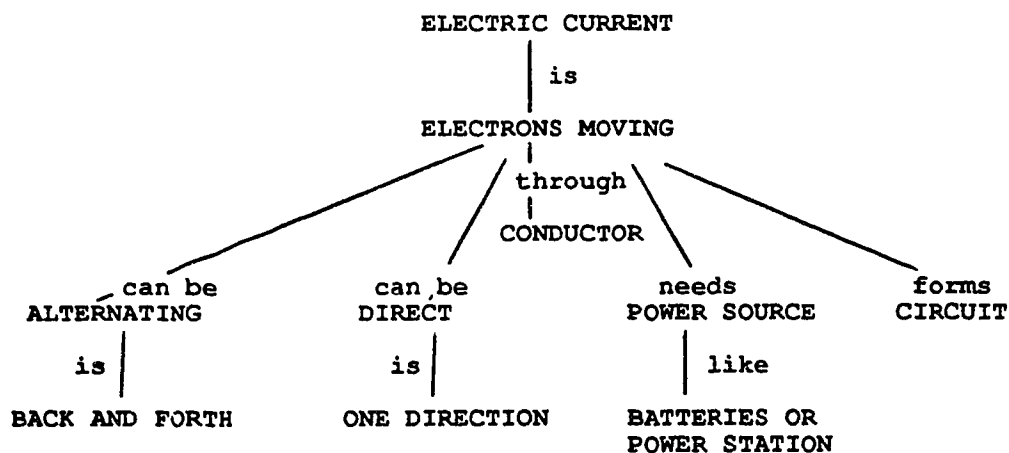 ELECTRIC CURRENT
is
ELECTRONS MOVING
through
CONDUCTOR
can be can be needs forms
ALTERNATING DIRECT POWER SOURCE CIRCUIT
is is like
BACK AND FORTH ONE DIRECTION BATTERIES OR
POWER STATION